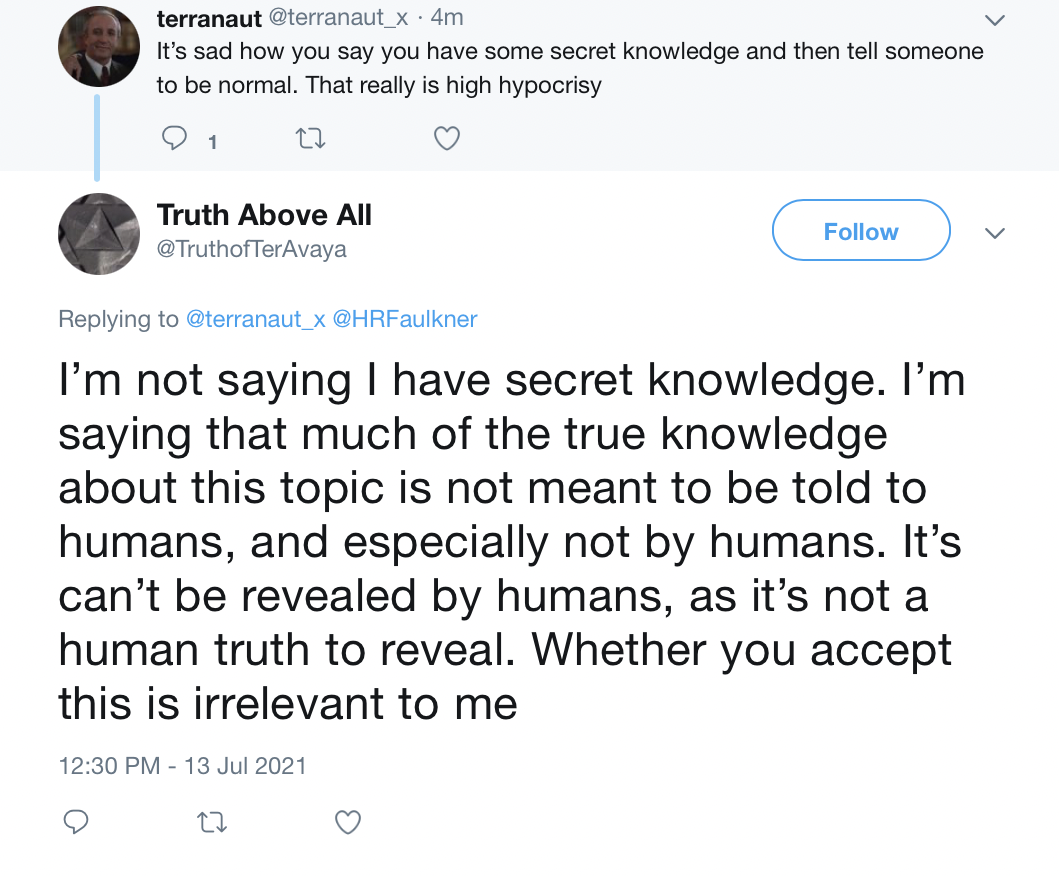 terranaut @terranaut_x · 4m
It’s sad how you say you have some secret knowledge and then tell someone
to be normal. That really is high hypocrisy
1
Truth Above All
@TruthofTerAvaya
Follow
Replying to @terranaut_x @HRFaulkner
I’m not saying I have secret knowledge. I’m
saying that much of the true knowledge
about this topic is not meant to be told to
humans, and especially not by humans. It’s
can’t be revealed by humans, as it’s not a
human truth to reveal. Whether you accept
this is irrelevant to me
12:30 PM - 13 Jul 2021